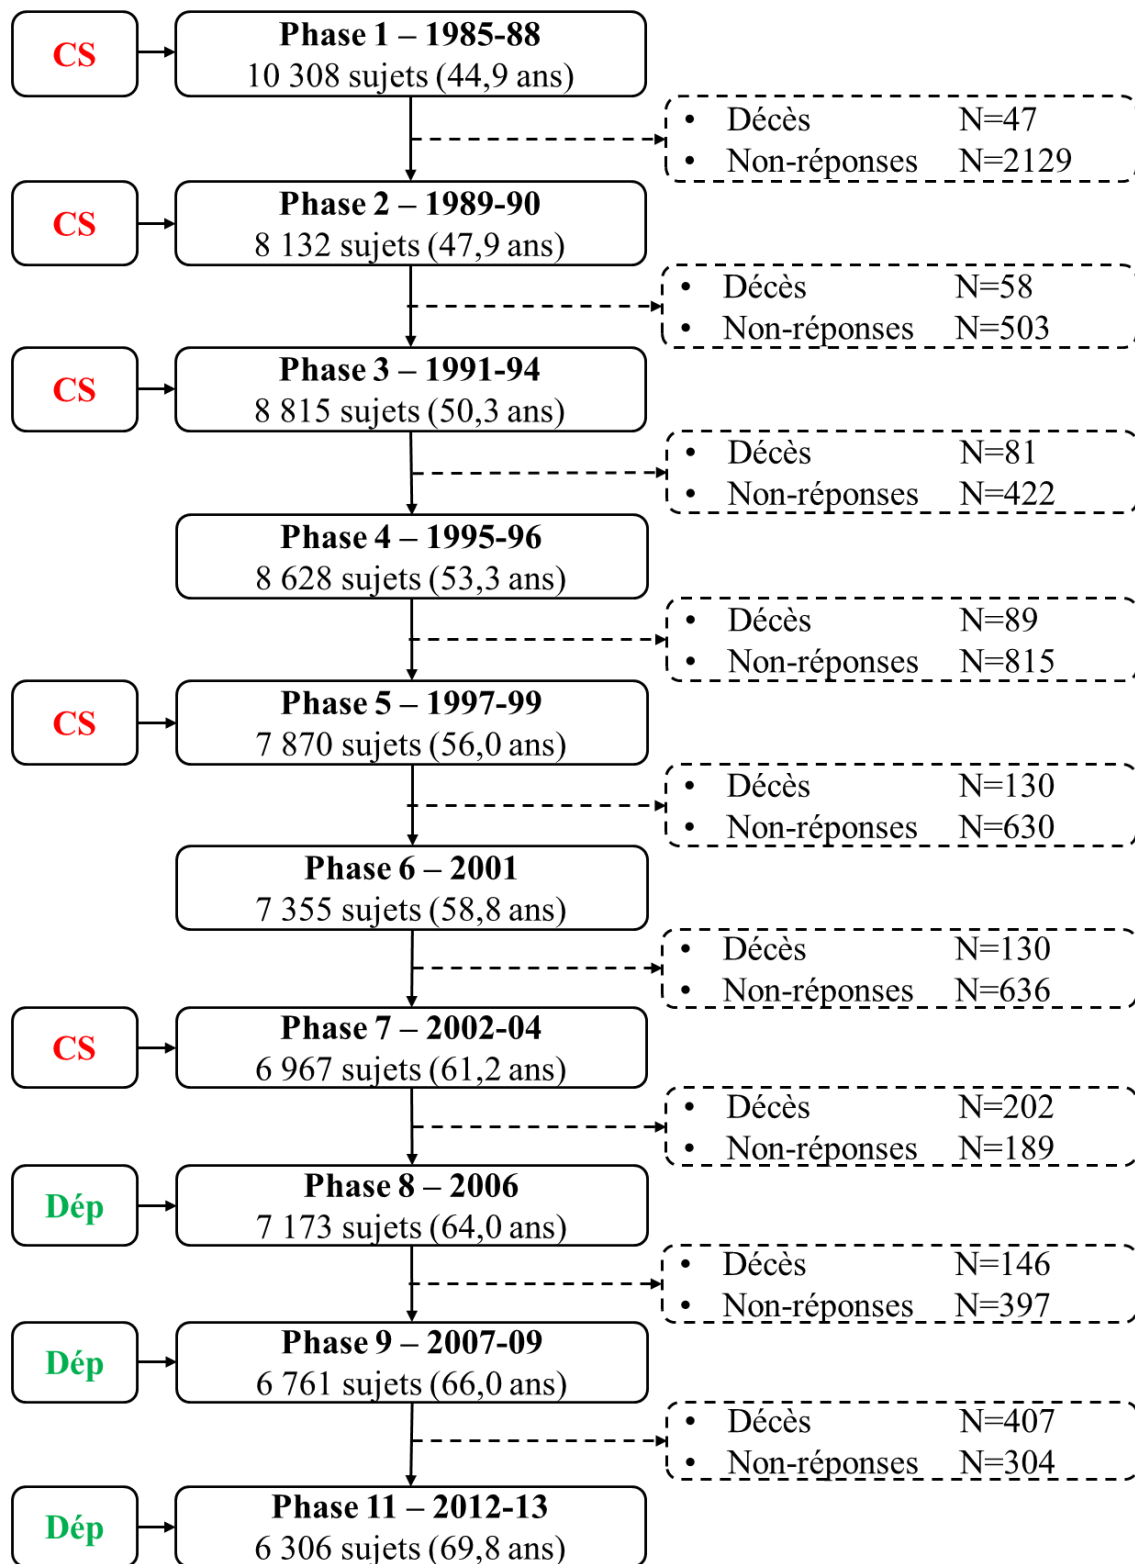 CS
Phase 1 – 1985-88
10 308 sujets (44,9 ans)
• Décès N=47
• Non-réponses N=2129
CS
Phase 2 – 1989-90
8 132 sujets (47,9 ans)
• Décès N=58
• Non-réponses N=503
CS
Phase 3 – 1991-94
8 815 sujets (50,3 ans)
• Décès N=81
• Non-réponses N=422
Phase 4 – 1995-96
8 628 sujets (53,3 ans)
• Décès N=89
• Non-réponses N=815
CS
Phase 5 – 1997-99
7 870 sujets (56,0 ans)
• Décès N=130
• Non-réponses N=630
Phase 6 – 2001
7 355 sujets (58,8 ans)
• Décès N=130
• Non-réponses N=636
CS
Phase 7 – 2002-04
6 967 sujets (61,2 ans)
• Décès N=202
• Non-réponses N=189
Dép
Phase 8 – 2006
7 173 sujets (64,0 ans)
• Décès N=146
• Non-réponses N=397
Dép
Phase 9 – 2007-09
6 761 sujets (66,0 ans)
• Décès N=407
• Non-réponses N=304
Dép
Phase 11 – 2012-13
6 306 sujets (69,8 ans)